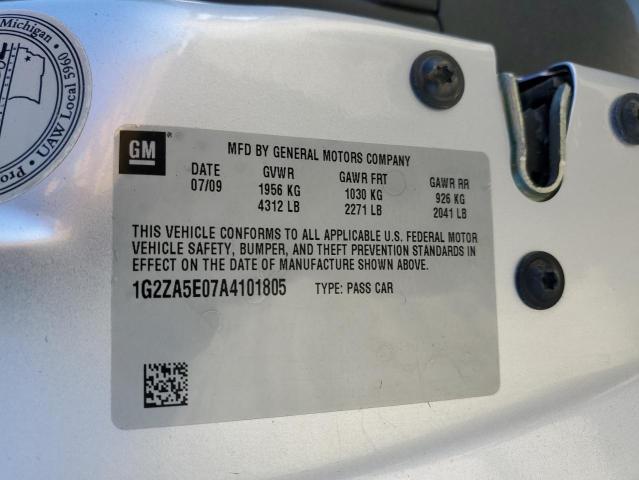 Michigan •
Pro
UAW Local 5960
GM
MFD BY GENERAL MOTORS COMPANY
DATE GVWR GAWR FRT GAWR RR
07/09 1956 KG 1030 KG 926 KG
4312 LB 2271 LB 2041 LB
THIS VEHICLE CONFORMS TO ALL APPLICABLE U.S. FEDERAL MOTOR
VEHICLE SAFETY, BUMPER, AND THEFT PREVENTION STANDARDS IN
EFFECT ON THE DATE OF MANUFACTURE SHOWN ABOVE.
1G2ZA5E07A4101805 TYPE: PASS CAR